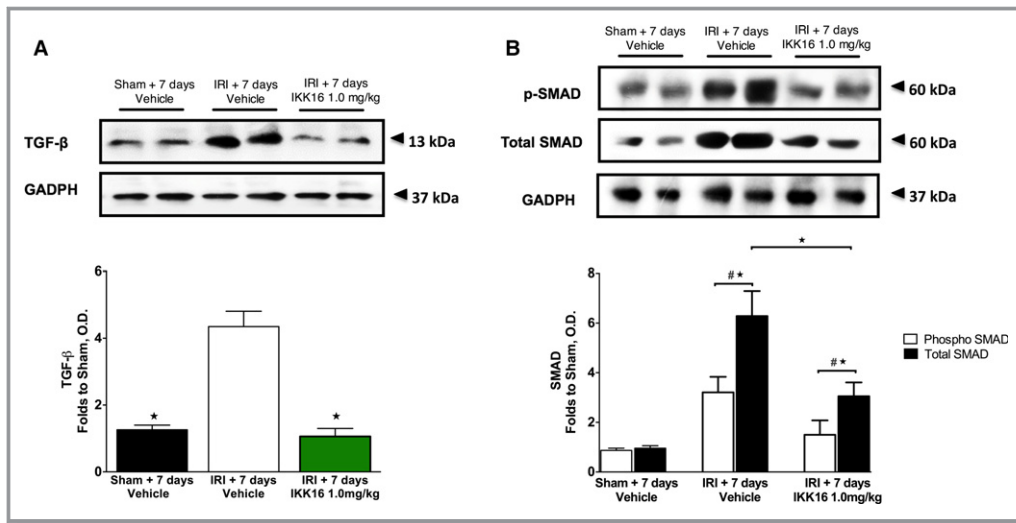 A
Sham + 7 days
Vehicle
IRI + 7 days
Vehicle
IRI + 7 days
IKK16 1.0 mg/kg
TGF-β
13 kDa
GADPH
37 kDa
6
4
2
0
TGF-β
Folds to Sham, O.D.
★
★
Sham + 7 days
Vehicle
IRI + 7 days
Vehicle
IRI + 7 days
IKK16 1.0mg/kg
B
Sham + 7 days
Vehicle
IRI + 7 days
Vehicle
IRI + 7 days
IKK16 1.0 mg/kg
p-SMAD
60 kDa
Total SMAD
60 kDa
GADPH
37 kDa
8
6
4
2
0
SMAD
Folds to Sham, O.D.
★
#★
#★
Phospho SMAD
Total SMAD
Sham + 7 days
Vehicle
IRI + 7 days
Vehicle
IRI + 7 days
IKK16 1.0mg/kg